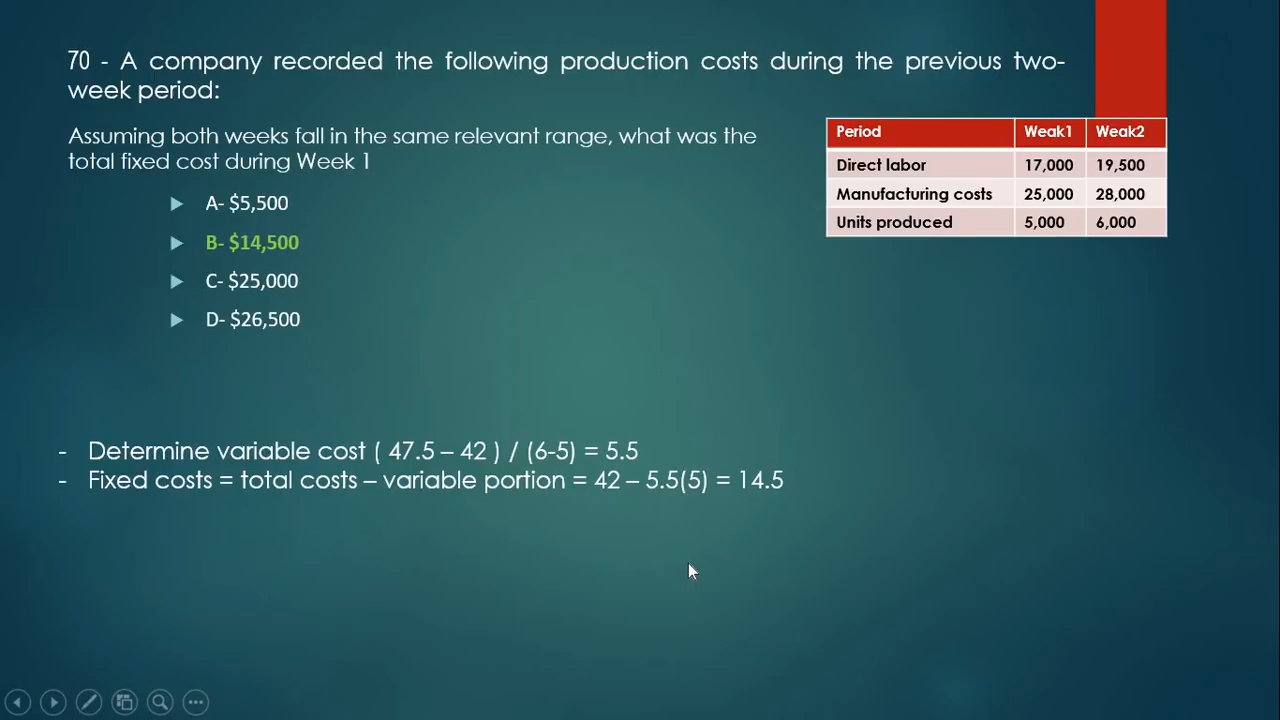 70 - A company recorded the following production costs during the previous two-
week period:
Assuming both weeks fall in the same relevant range, what was the
total fixed cost during Week 1
A- $5,500
B- $14,500
C- $25,000
D- $26,500
Period Weak1 Weak2
Direct labor 17,000 19,500
Manufacturing costs 25,000 28,000
Units produced 5,000 6,000
- Determine variable cost ( 47.5 – 42 ) / (6-5) = 5.5
- Fixed costs = total costs – variable portion = 42 – 5.5(5) = 14.5